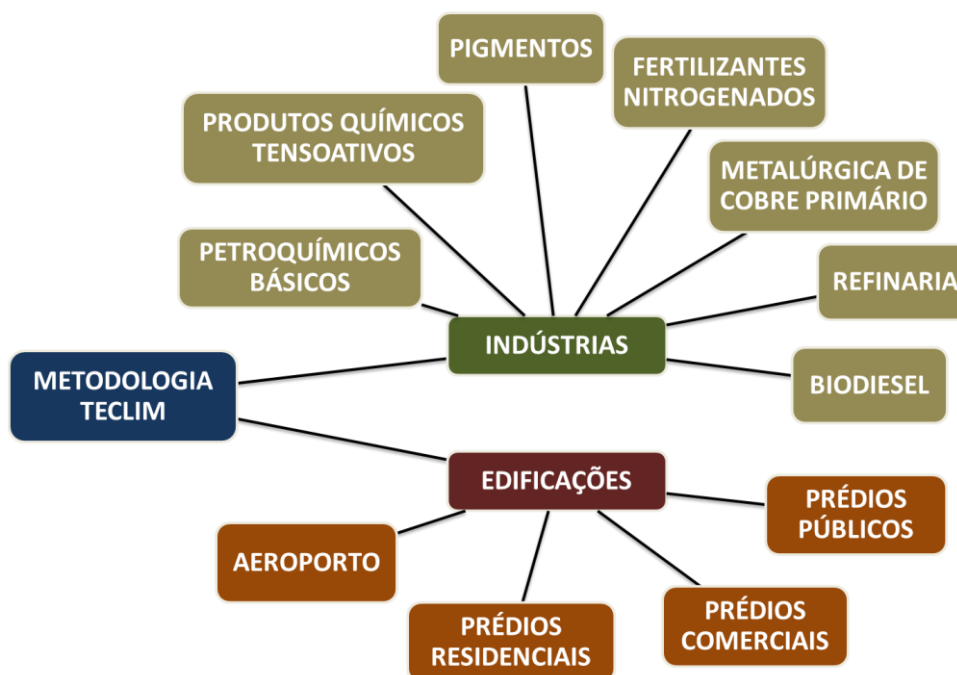 PIGMENTOS
FERTILIZANTES
NITROGENADOS
PRODUTOS QUÍMICOS
TENSOATIVOS
METALÚRGICA DE
COBRE PRIMÁRIO
PETROQUÍMICOS
BÁSICOS
REFINARIA
INDÚSTRIAS
METODOLOGIA
TECLIM
BIODIESEL
EDIFICAÇÕES
PRÉDIOS
PÚBLICOS
AEROPORTO
PRÉDIOS
RESIDENCIAIS
PRÉDIOS
COMERCIAIS